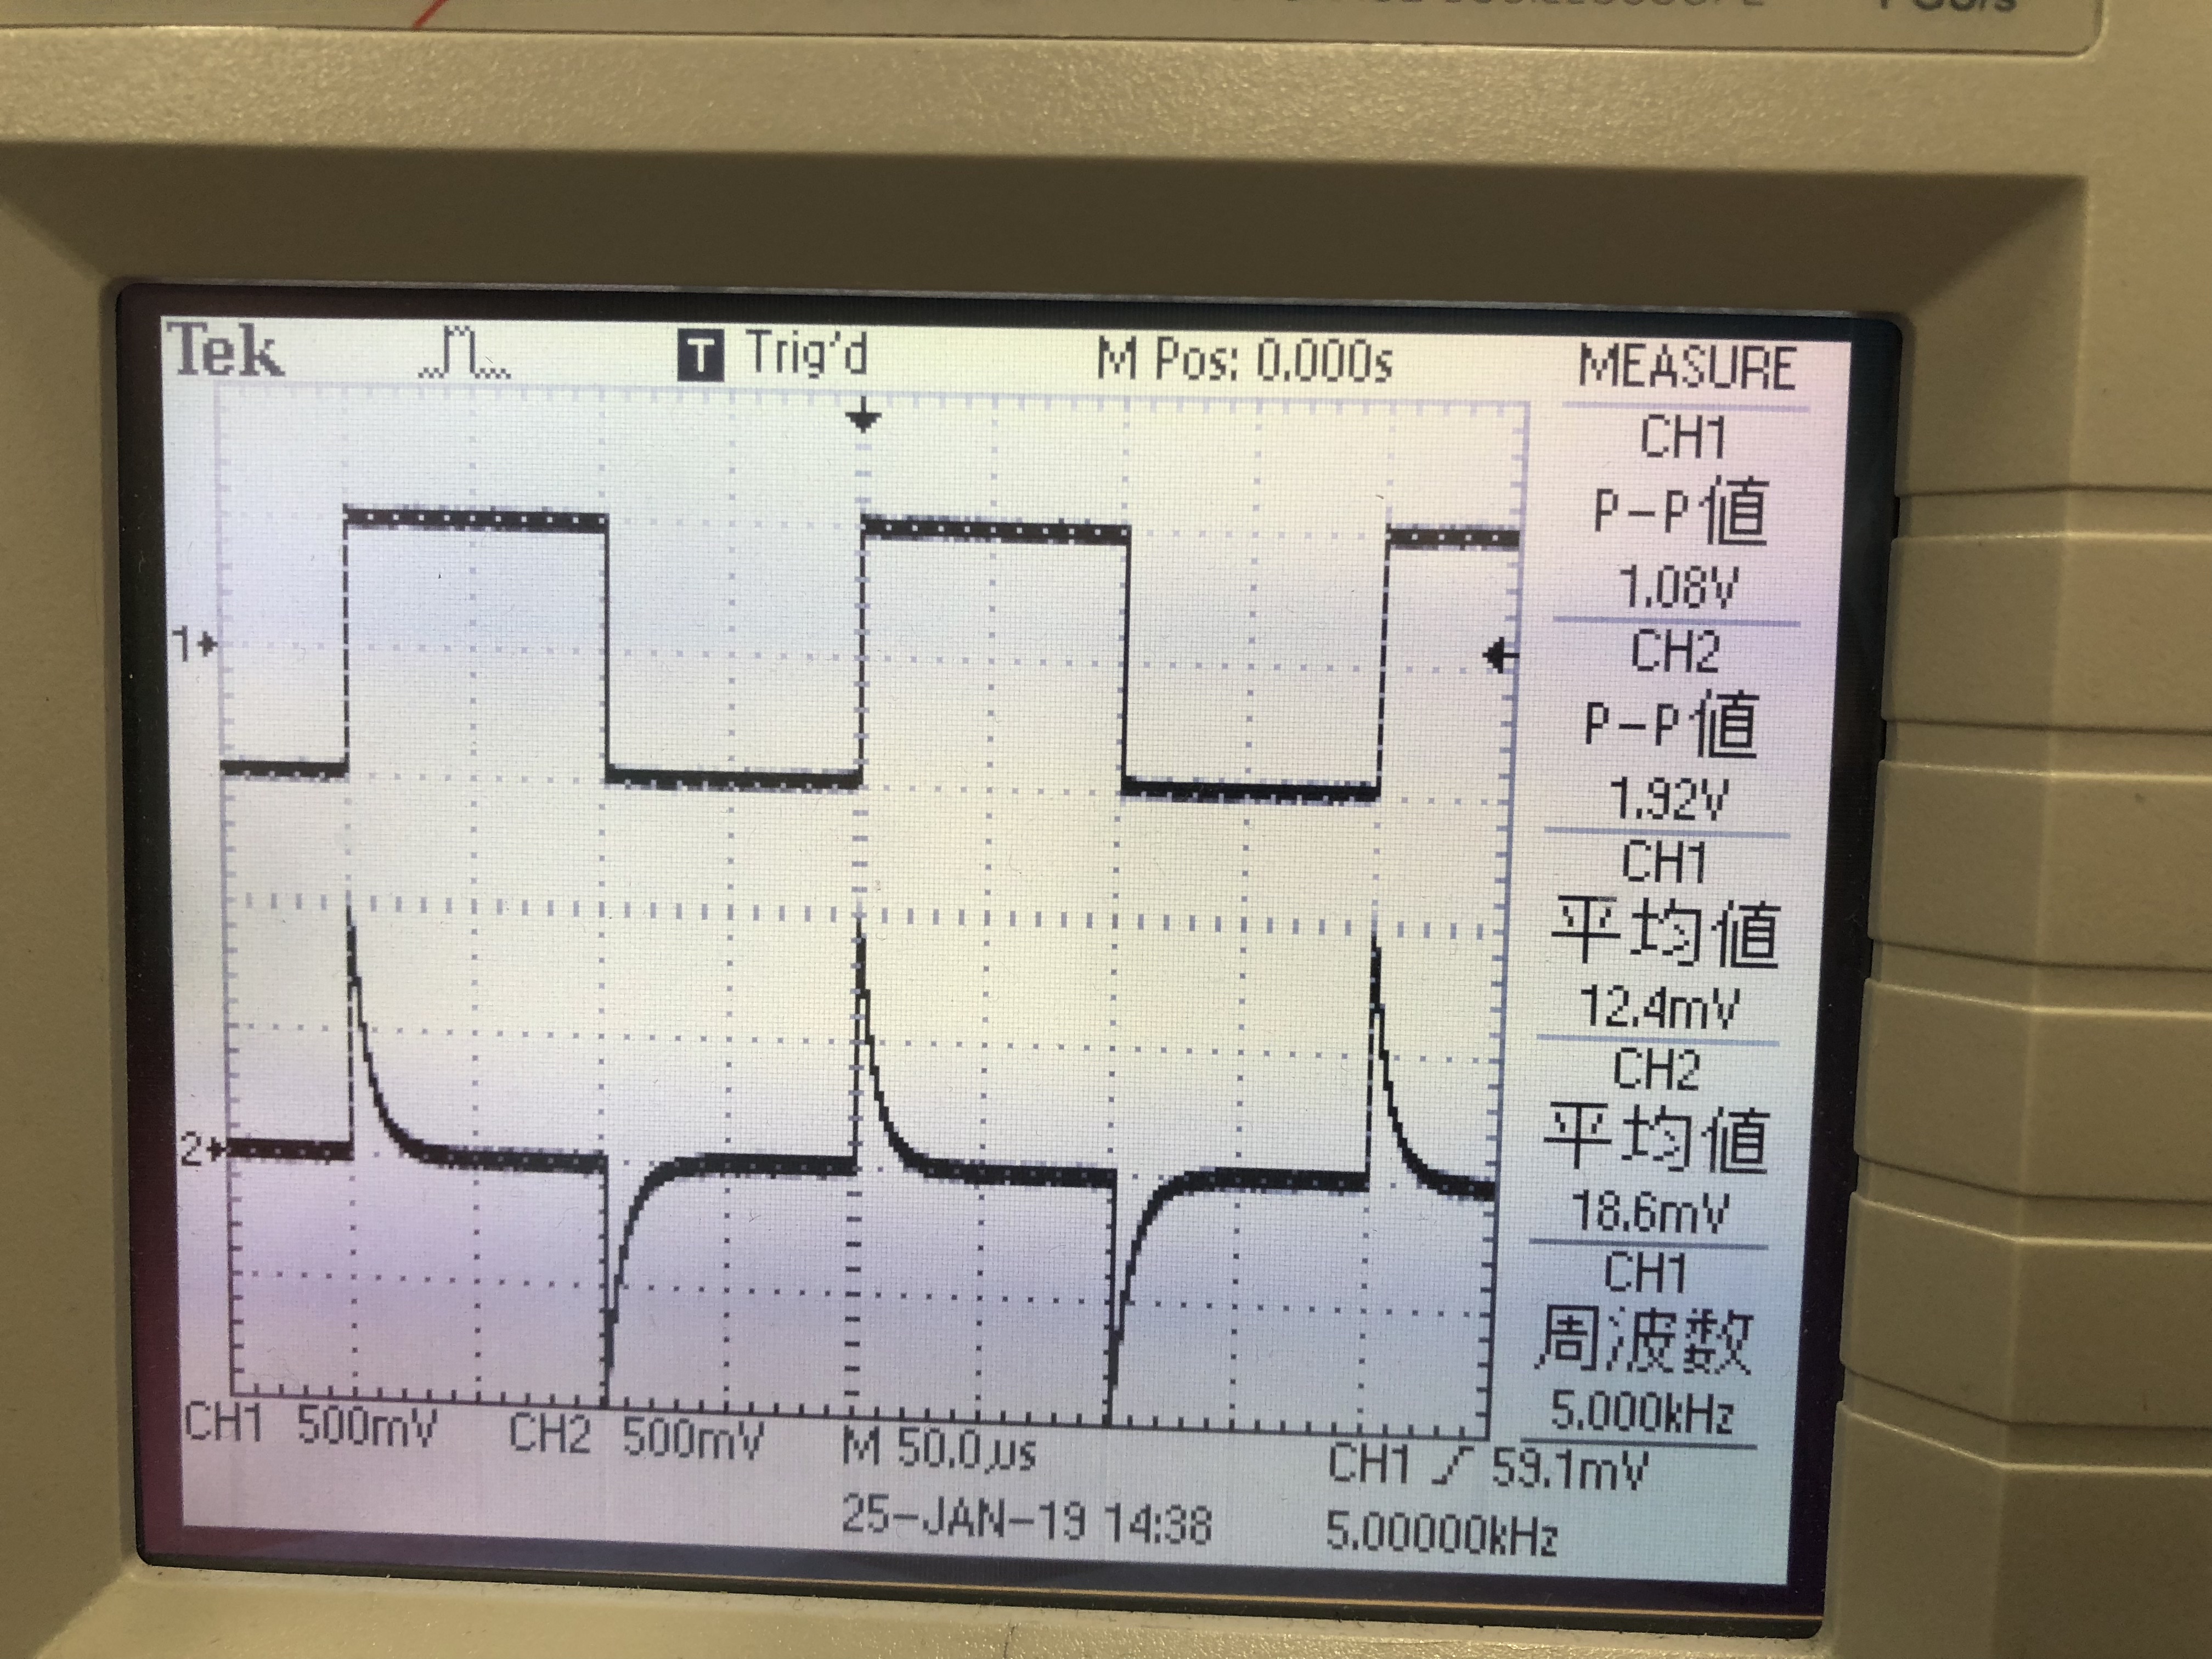 Tek T Trig'd M Pos: 0.000s MEASURE
CH1
P-P値
1.08V
CH2
P-P値
1.92V
CH1
平均値
12.4mV
CH2
平均値
18.6mV
CH1
周波数
5.000kHz
1
2
CH1 500mV CH2 500mV M 50.0µs CH1 59.1mV
25-JAN-19 14:38 5.00000kHz